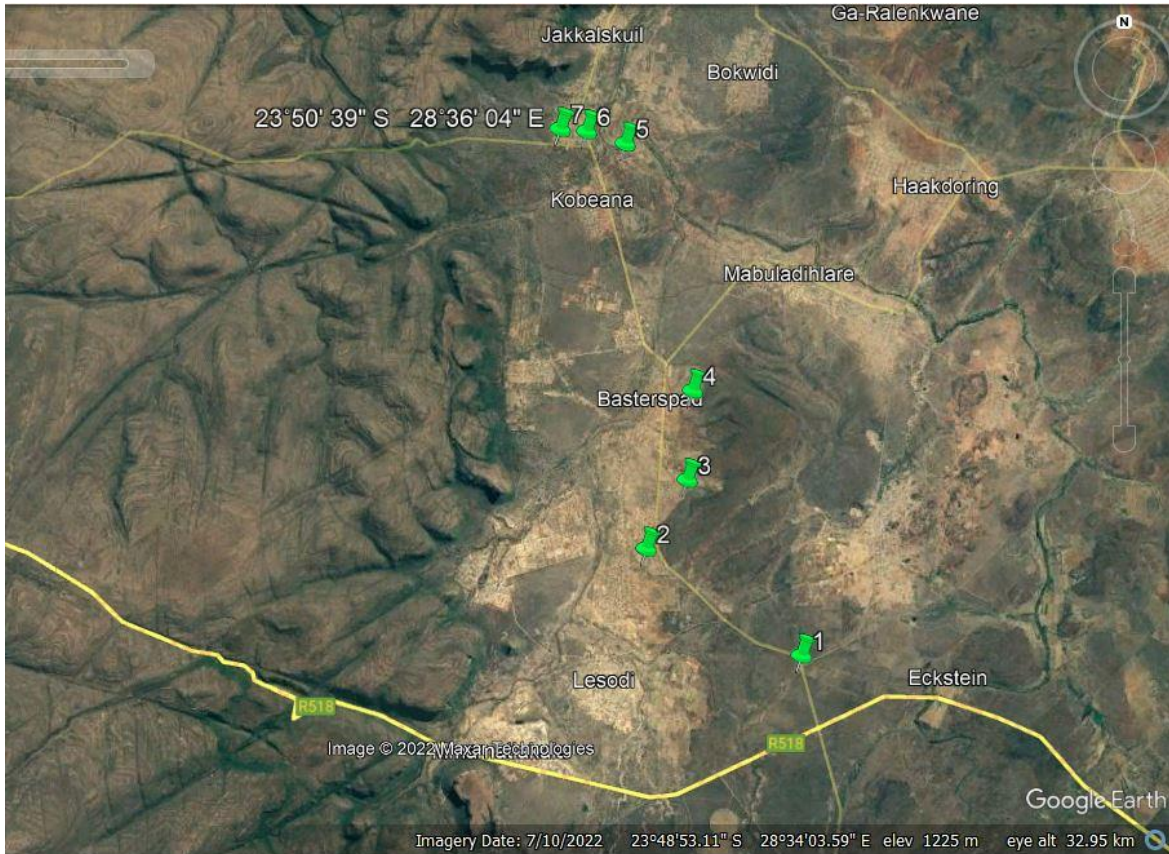 Ga-Ralenkwane
N
Jakkalskuil
Bokwidi
23°50' 39" S 28°36' 04" E 7 6 5
Haakdoring
Kobeana
Mabuladihlare
4
Basterspad
3
2
1
Lesodi
Eckstein
R518
R518
Image © 2022 Maxar Technologies
Google Earth
Imagery Date: 7/10/2022 23°48'53.11" S 28°34'03.59" E elev 1225 m eye alt 32.95 km